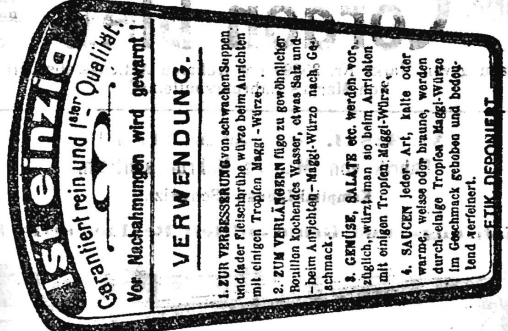 Ist einzig
Garantiert rein und Ister Qualität.
Vor Nachahmungen wird gewarnt!
VERWENDUNG.
1. ZUR VERBESSERUNG von schwachen Suppen
und fader Fleischbrühe würze beim Anrichten
mit einigen Tropfen Maggi-Würze.
2. ZUM VERLÄNGERN füge zu gewöhnlicher
Bouillon kochendes Wasser, etwas Salz und
- beim Anrichten - Maggi-Würze nach Ge-
schmack.
3. GEMÜSE, SALATE etc. werden vor-
züglich, würzt man sie beim Anrichten
mit einigen Tropfen Maggi-Würze.
4. SAUCEN jeder Art, kalte oder
warme, weisse oder braune, werden
durch einige Tropfen Maggi-Würze
im Geschmack gehoben und bedeu-
tend verfeinert.
ETIK. DEPONIERT